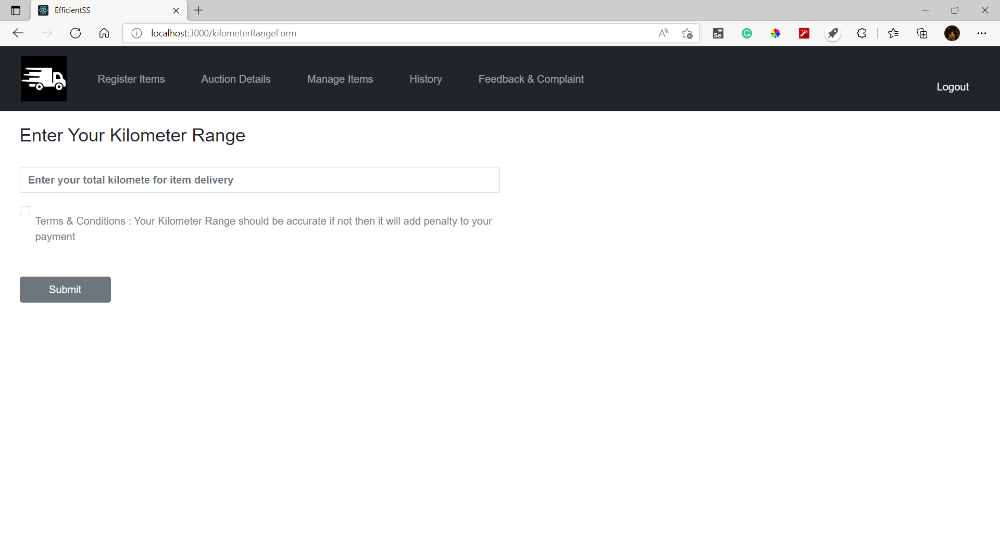 EfficientSS
localhost:3000/kilometerRangeForm
Se
G
Register Items
Auction Details
Manage Items
History
Feedback & Complaint
Logout
Enter Your Kilometer Range
Enter your total kilomete for item delivery
Terms & Conditions : Your Kilometer Range should be accurate if not then it will add penalty to your
payment
Submit